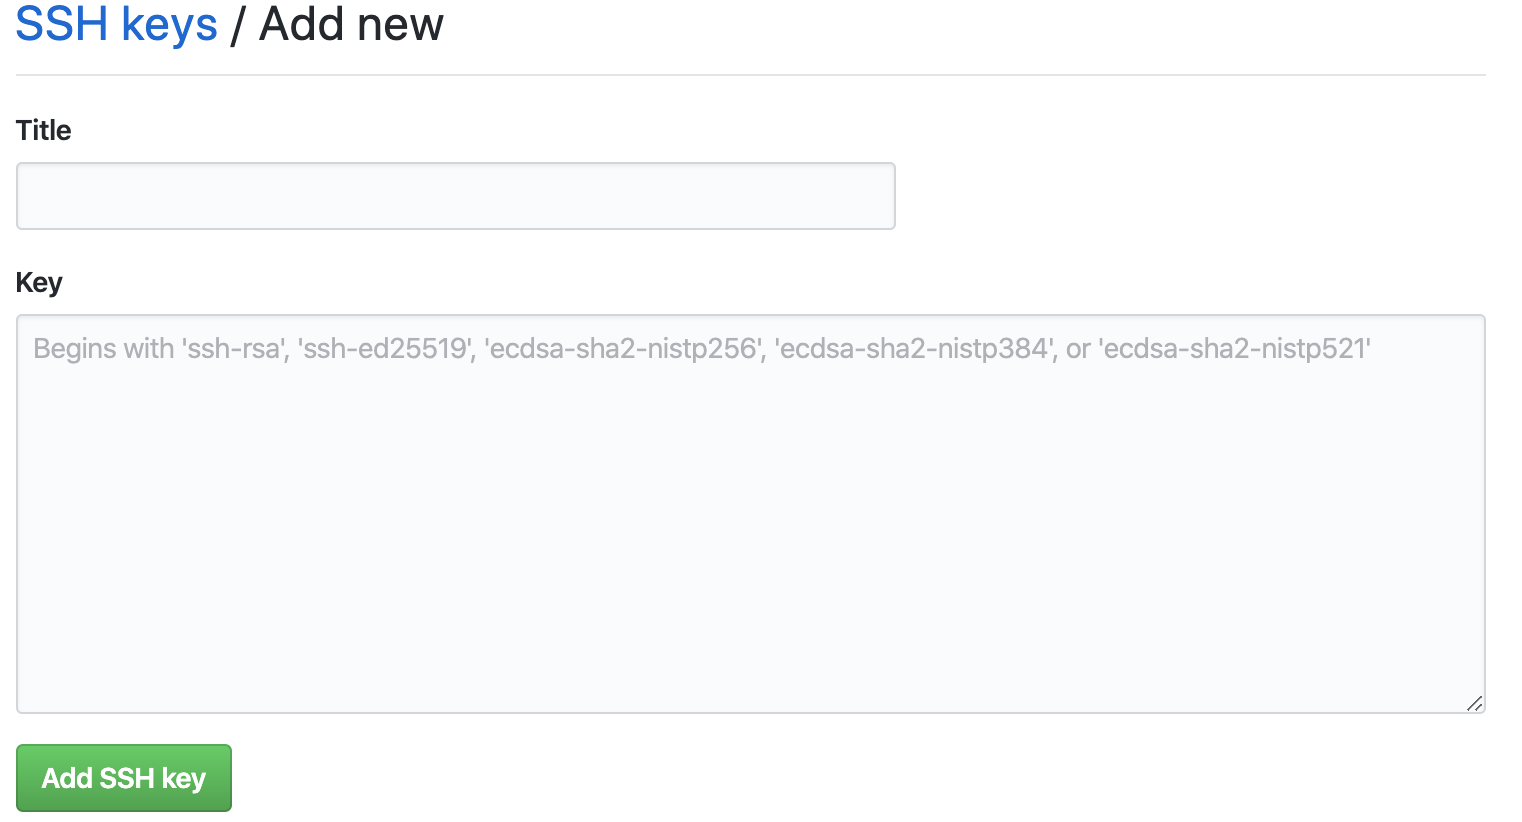 SSH keys / Add new
Title
Key
Begins with 'ssh-rsa', 'ssh-ed25519', 'ecdsa-sha2-nistp256', 'ecdsa-sha2-nistp384', or 'ecdsa-sha2-nistp521'
Add SSH key